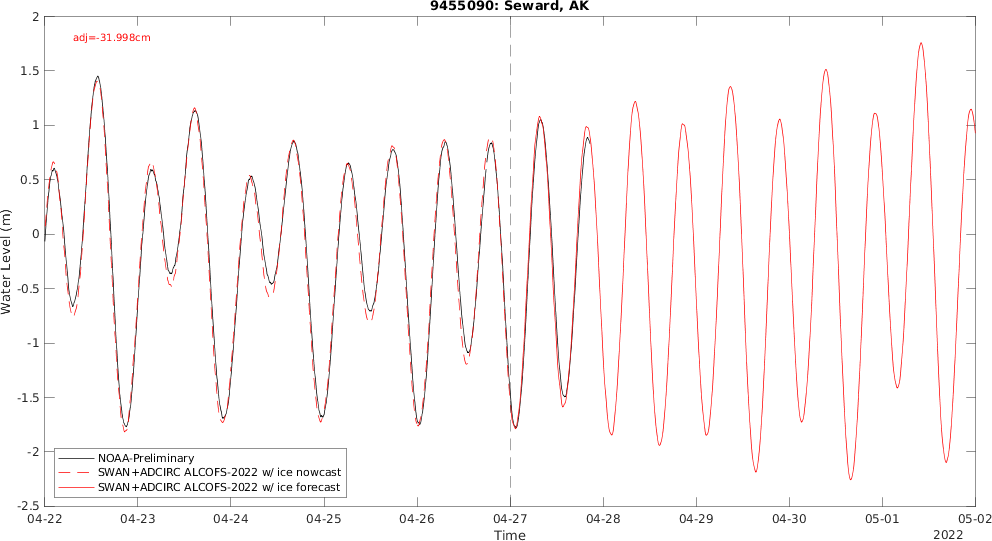 9455090: Seward, AK
adj=-31.998cm
2
1.5
1
0.5
0
-0.5
-1
-1.5
-2
-2.5
Water Level (m)
NOAA-Preliminary
SWAN+ADCIRC ALCOFS-2022 w/ ice nowcast
SWAN+ADCIRC ALCOFS-2022 w/ ice forecast
04-22 04-23 04-24 04-25 04-26 04-27 04-28 04-29 04-30 05-01 05-02
Time
2022